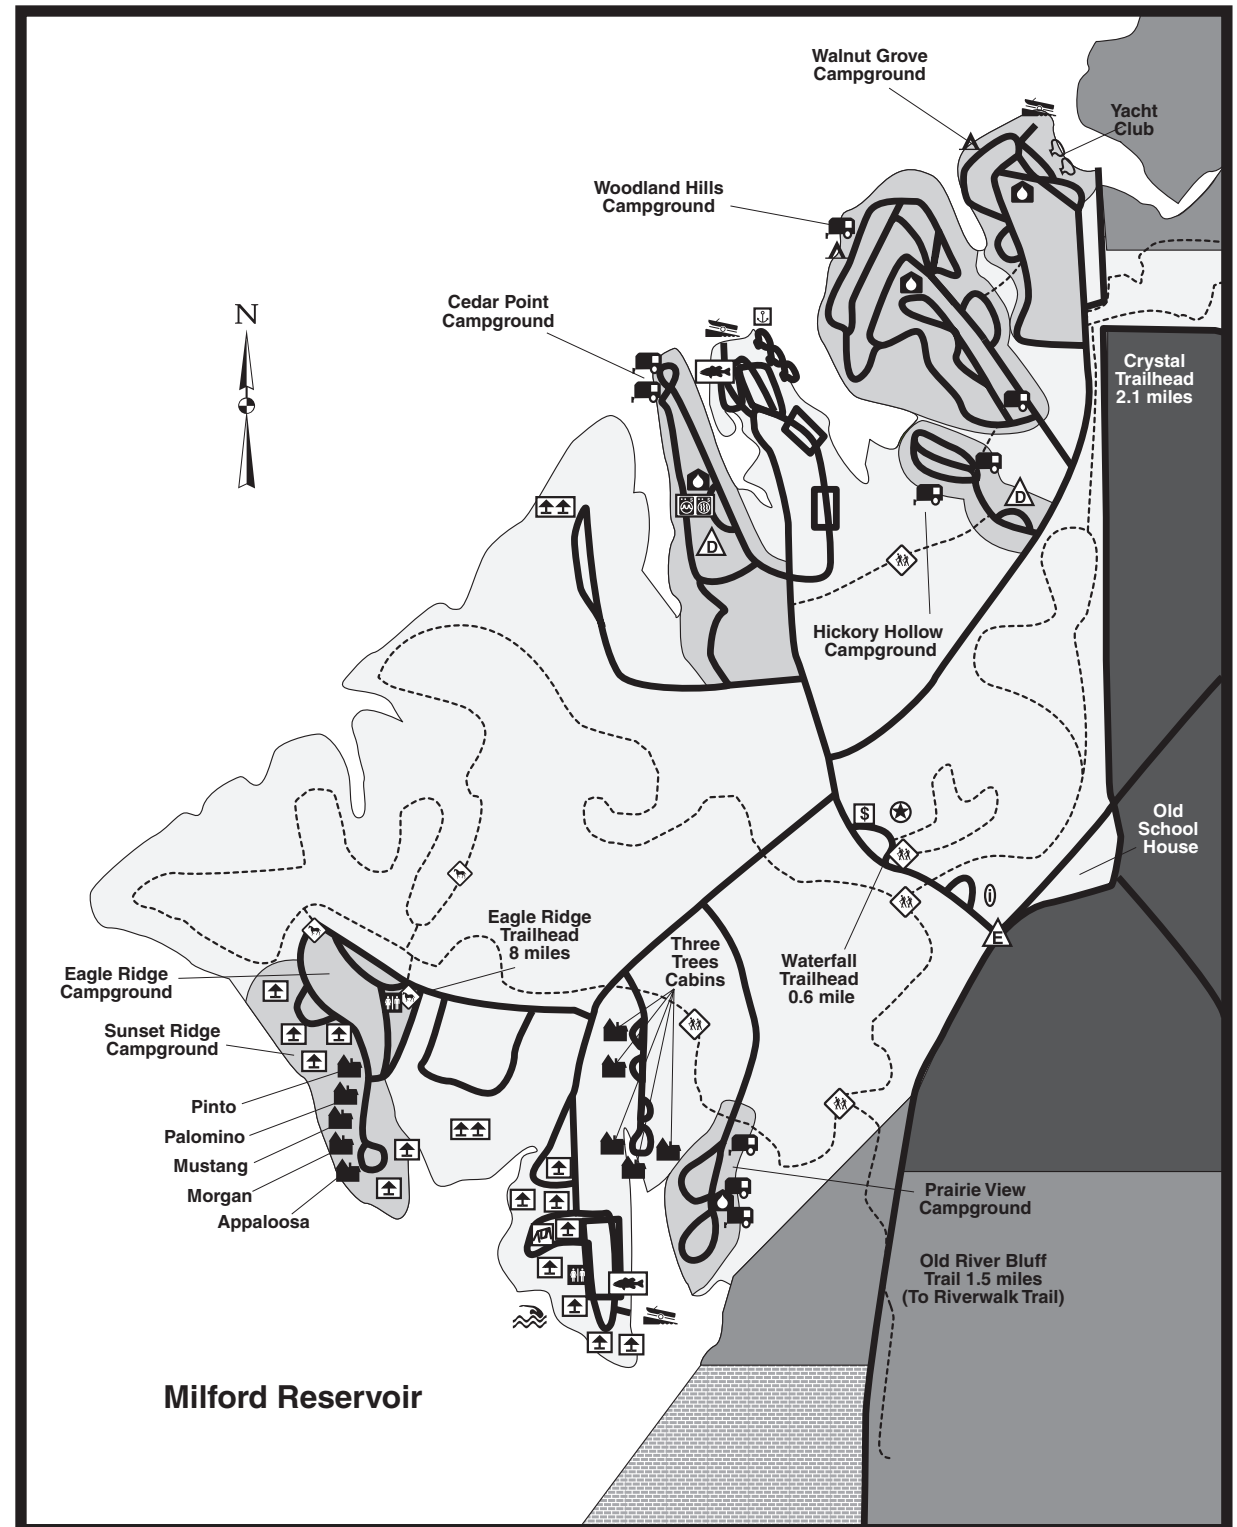 Walnut Grove
Campground
Yacht
Club
Woodland Hills
Campground
Cedar Point
Campground
N
Crystal
Trailhead
2.1 miles
D
D
Hickory Hollow
Campground
$
Old
School
House
i
E
Eagle Ridge
Trailhead
8 miles
Three
Trees
Cabins
Waterfall
Trailhead
0.6 mile
Eagle Ridge
Campground
Sunset Ridge
Campground
Pinto
Palomino
Mustang
Morgan
Appaloosa
Prairie View
Campground
Old River Bluff
Trail 1.5 miles
(To Riverwalk Trail)
Milford Reservoir